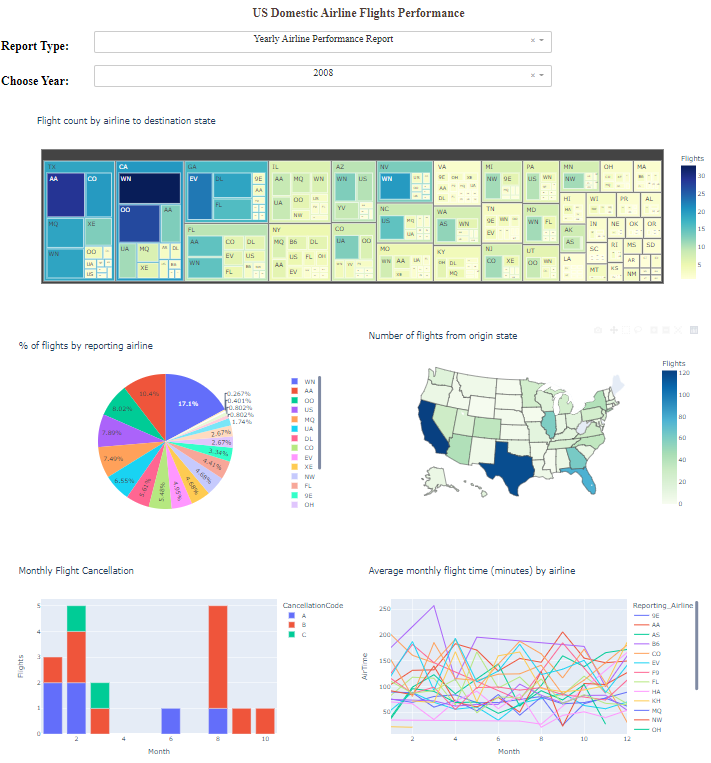 US Domestic Airline Flights Performance
Report Type:
Yearly Airline Performance Report
Choose Year:
2008
Flight count by airline to destination state
TX CA GA IL AZ NV VA MI PA MN OH MA
AA CO WN EV DL 9E AA
FL
AA MQ WN
UA OO
NW
WN US
YV
WN
MQ XE
WN OO
UA
US
OO AA
UA MQ AA DL
XE
FL
AA CO DL
EV US
WN FL EV
NY
MQ B6 DL
US FL OO
AA EV
CO
UA OO
NC
US MQ
MO
WN AA UA
WA
AS WN
KY
OH DL
MQ
TN
9E WN
EV
NJ
CO XE
MD
WN
FL
UT
OO WN
HI WI PR AL
AK
AS
LA
IN NE OK OR
SC RI MS SD
MT KS AR
NM
Flights
30
25
20
15
10
5
% of flights by reporting airline
17.1%
10.4%
8.02%
7.89%
7.49%
6.55%
5.61%
5.48%
4.95%
4.68%
4.68%
4.41%
3.34%
2.67%
2.67%
1.74%
0.802%
0.802%
0.401%
0.267%
WN
AA
OO
US
MQ
UA
DL
CO
EV
XE
NW
FL
9E
OH
Number of flights from origin state
Flights
120
100
80
60
40
20
0
Monthly Flight Cancellation
CancellationCode
A
B
C
Flights
5
4
3
2
1
0
2 4 6 8 10
Month
Average monthly flight time (minutes) by airline
Reporting_Airline
9E
AA
AS
B6
CO
EV
F9
FL
HA
KH
MQ
NW
OH
AirTime
250
200
150
100
50
2 4 6 8 10 12
Month